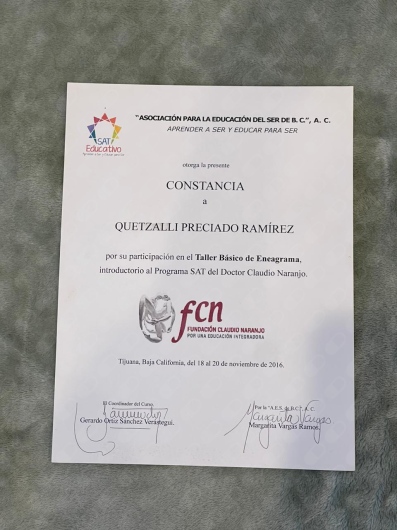 "ASOCIACIÓN PARA LA EDUCACIÓN DEL SER DE B. C.", A. C.
APRENDER A SER Y EDUCAR PARA SER
SAT
Educativo
otorga la presente
CONSTANCIA
a
QUETZALLI PRECIADO RAMÍREZ
por su participación en el Taller Básico de Eneagrama,
introductorio al Programa SAT del Doctor Claudio Naranjo.
fcn
FUNDACIÓN CLAUDIO NARANJO
POR UNA EDUCACIÓN INTEGRADORA
Tijuana, Baja California, del 18 al 20 de noviembre de 2016.
El Coordinador del Curso
Gerardo Ortiz Sánchez Verástegui.
Por la "A.E.S. de B.C.", A. C.
Margarita Vargas
Margarita Vargas Ramos.